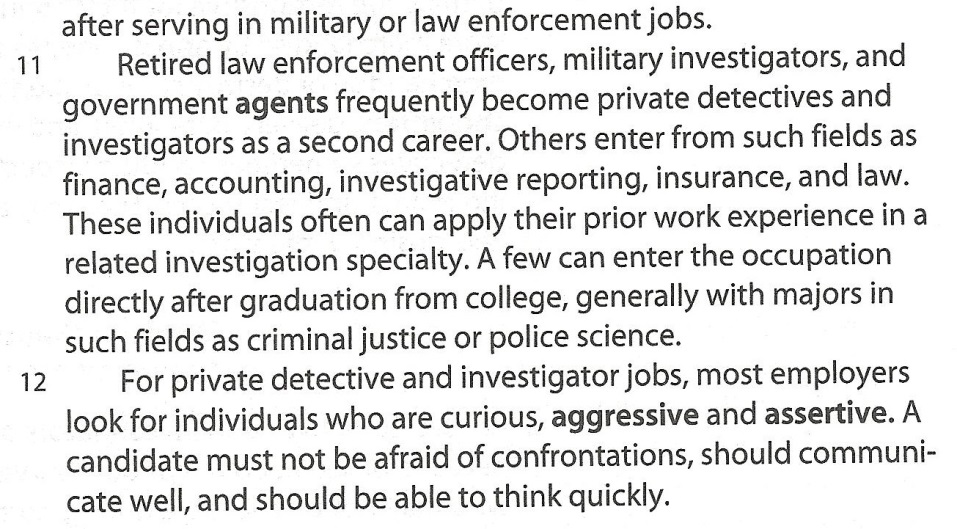 after serving in military or law enforcement jobs.
11 Retired law enforcement officers, military investigators, and
government agents frequently become private detectives and
investigators as a second career. Others enter from such fields as
finance, accounting, investigative reporting, insurance, and law.
These individuals often can apply their prior work experience in a
related investigation specialty. A few can enter the occupation
directly after graduation from college, generally with majors in
such fields as criminal justice or police science.
12 For private detective and investigator jobs, most employers
look for individuals who are curious, aggressive and assertive. A
candidate must not be afraid of confrontations, should communi-
cate well, and should be able to think quickly.